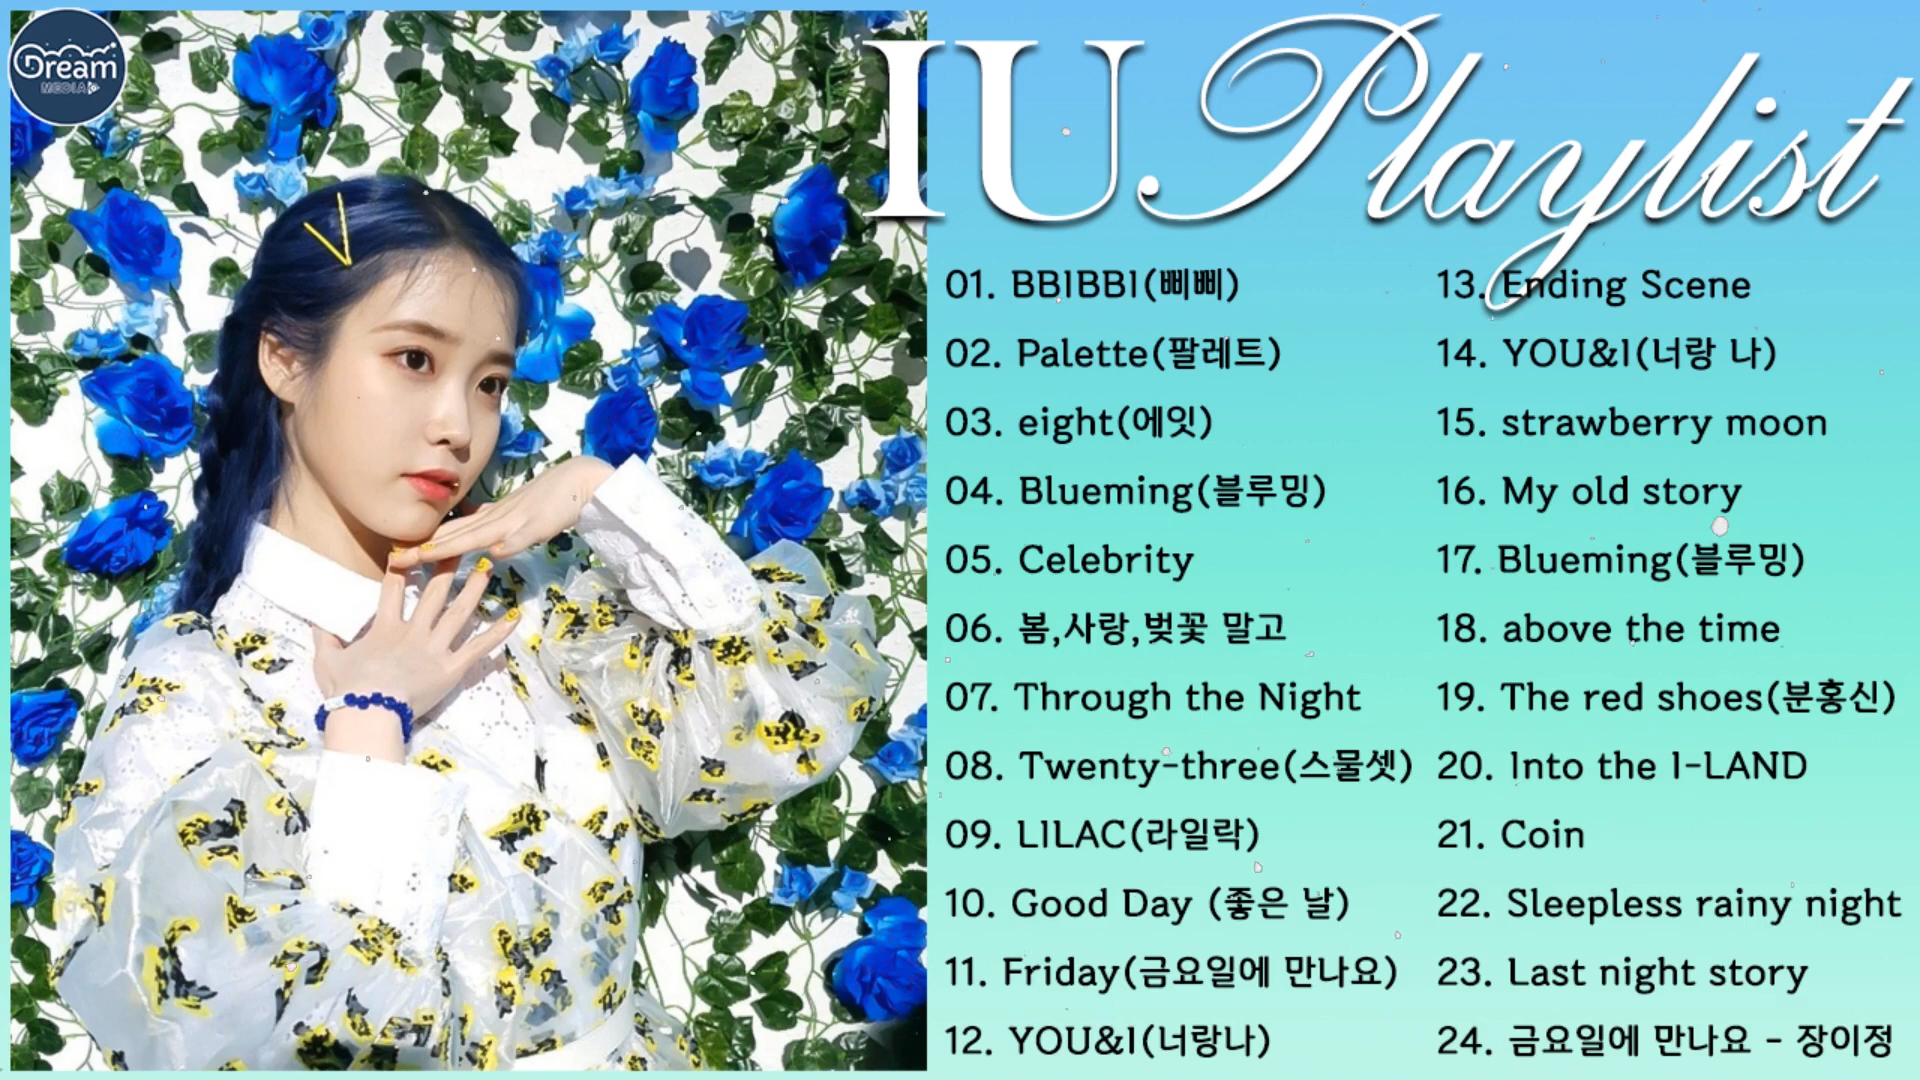 Dream
MEDIA
IU Playlist
01. BBIBBI(삐삐)
02. Palette(팔레트)
03. eight(에잇)
04. Blueming(블루밍)
05. Celebrity
06. 봄,사랑,벚꽃 말고
07. Through the Night
08. Twenty-three(스물셋)
09. LILAC(라일락)
10. Good Day (좋은 날)
11. Friday(금요일에 만나요)
12. YOU&I(너랑나)
13. Ending Scene
14. YOU&I(너랑 나)
15. strawberry moon
16. My old story
17. Blueming(블루밍)
18. above the time
19. The red shoes(분홍신)
20. Into the I-LAND
21. Coin
22. Sleepless rainy night
23. Last night story
24. 금요일에 만나요 - 장이정